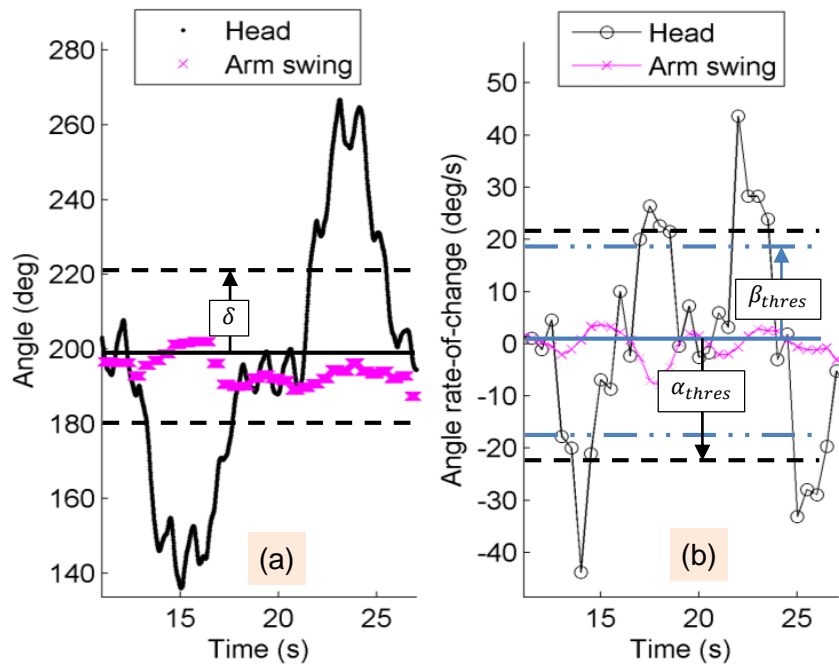 Head
Arm swing
280
260
240
220
200
180
160
140
Angle (deg)
δ
(a)
15
20
25
Time (s)
Head
Arm swing
50
40
30
20
10
0
-10
-20
-30
-40
Angle rate-of-change (deg/s)
β_thres
α_thres
(b)
15
20
25
Time (s)